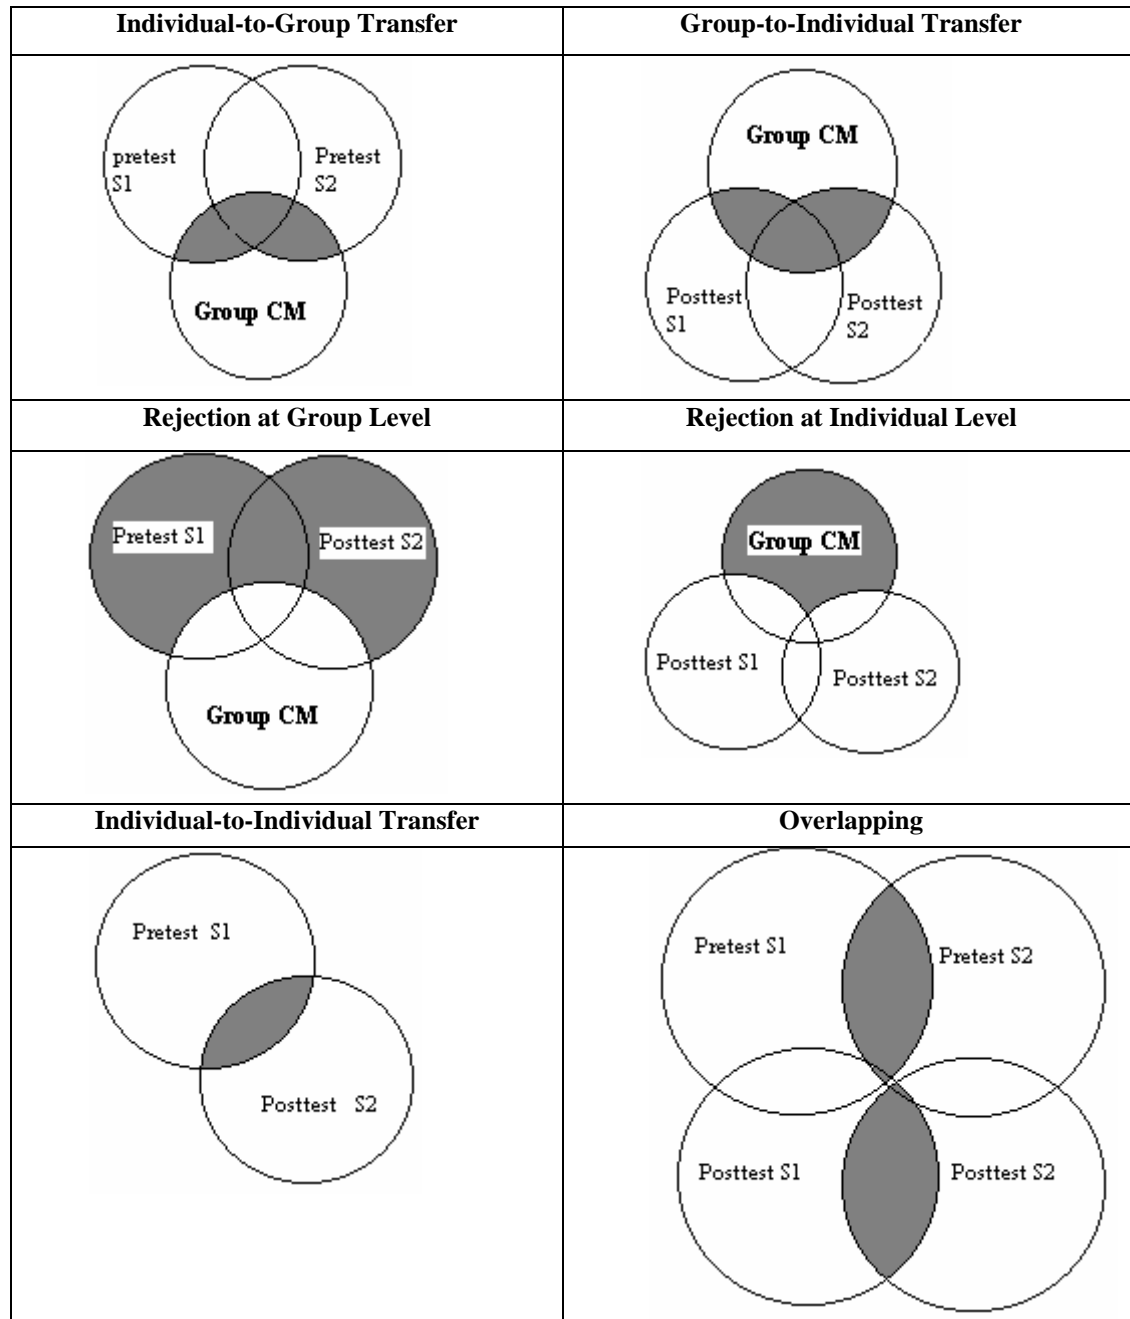 Individual-to-Group Transfer
Group-to-Individual Transfer
pretest
S1
Pretest
S2
Group CM
Group CM
Posttest
S1
Posttest
S2
Rejection at Group Level
Rejection at Individual Level
Pretest S1
Posttest S2
Group CM
Group CM
Posttest S1
Posttest S2
Individual-to-Individual Transfer
Overlapping
Pretest S1
Posttest S2
Pretest S1
Pretest S2
Posttest S1
Posttest S2